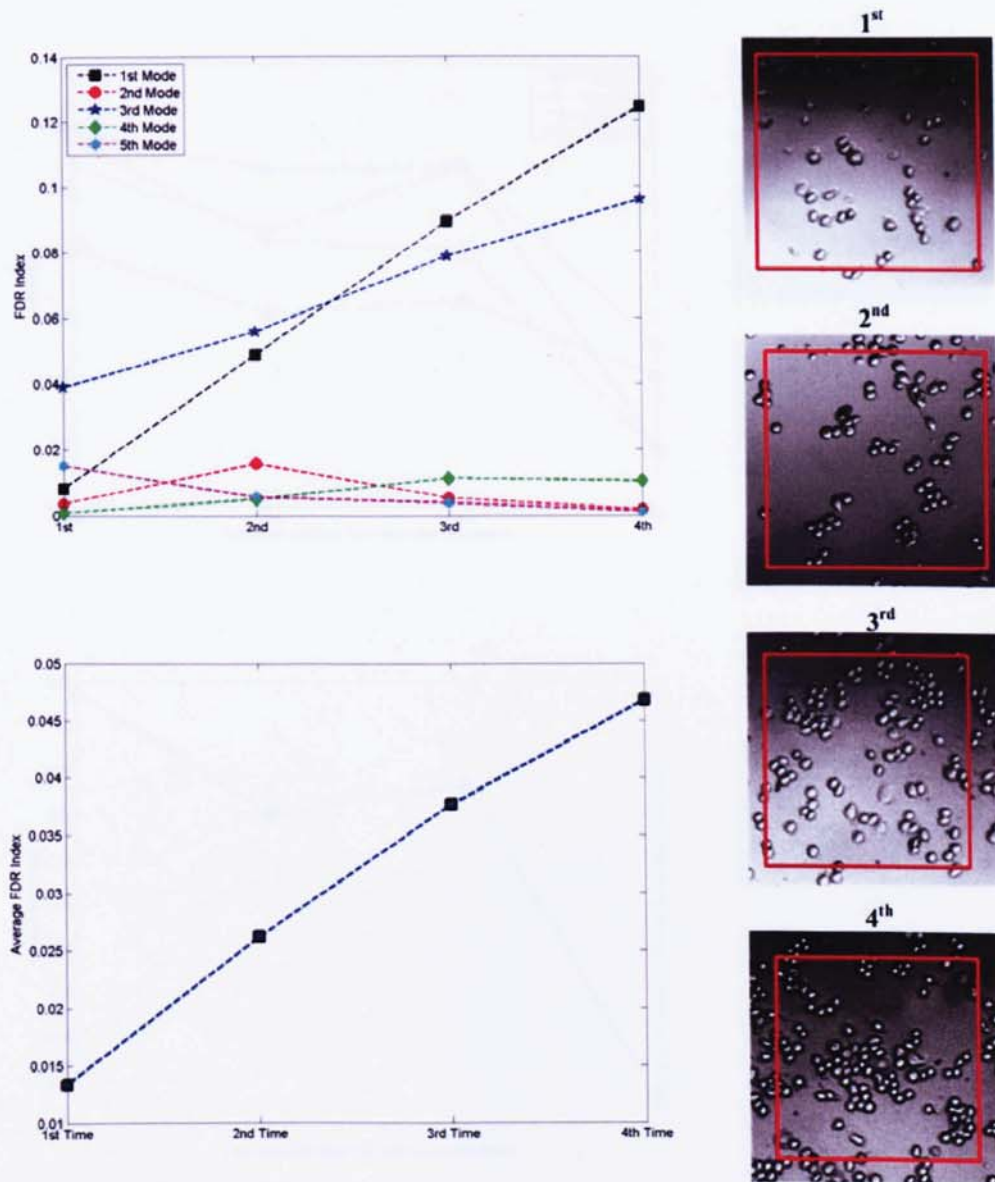 0.14
0.12
0.1
0.08
0.06
0.04
0.02
0
FDR Index
1st Mode
2nd Mode
3rd Mode
4th Mode
5th Mode
1st 2nd 3rd 4th
0.05
0.045
0.04
0.035
0.03
0.025
0.02
0.015
0.01
Average FDR Index
1st Time 2nd Time 3rd Time 4th Time
1st
2nd
3rd
4th